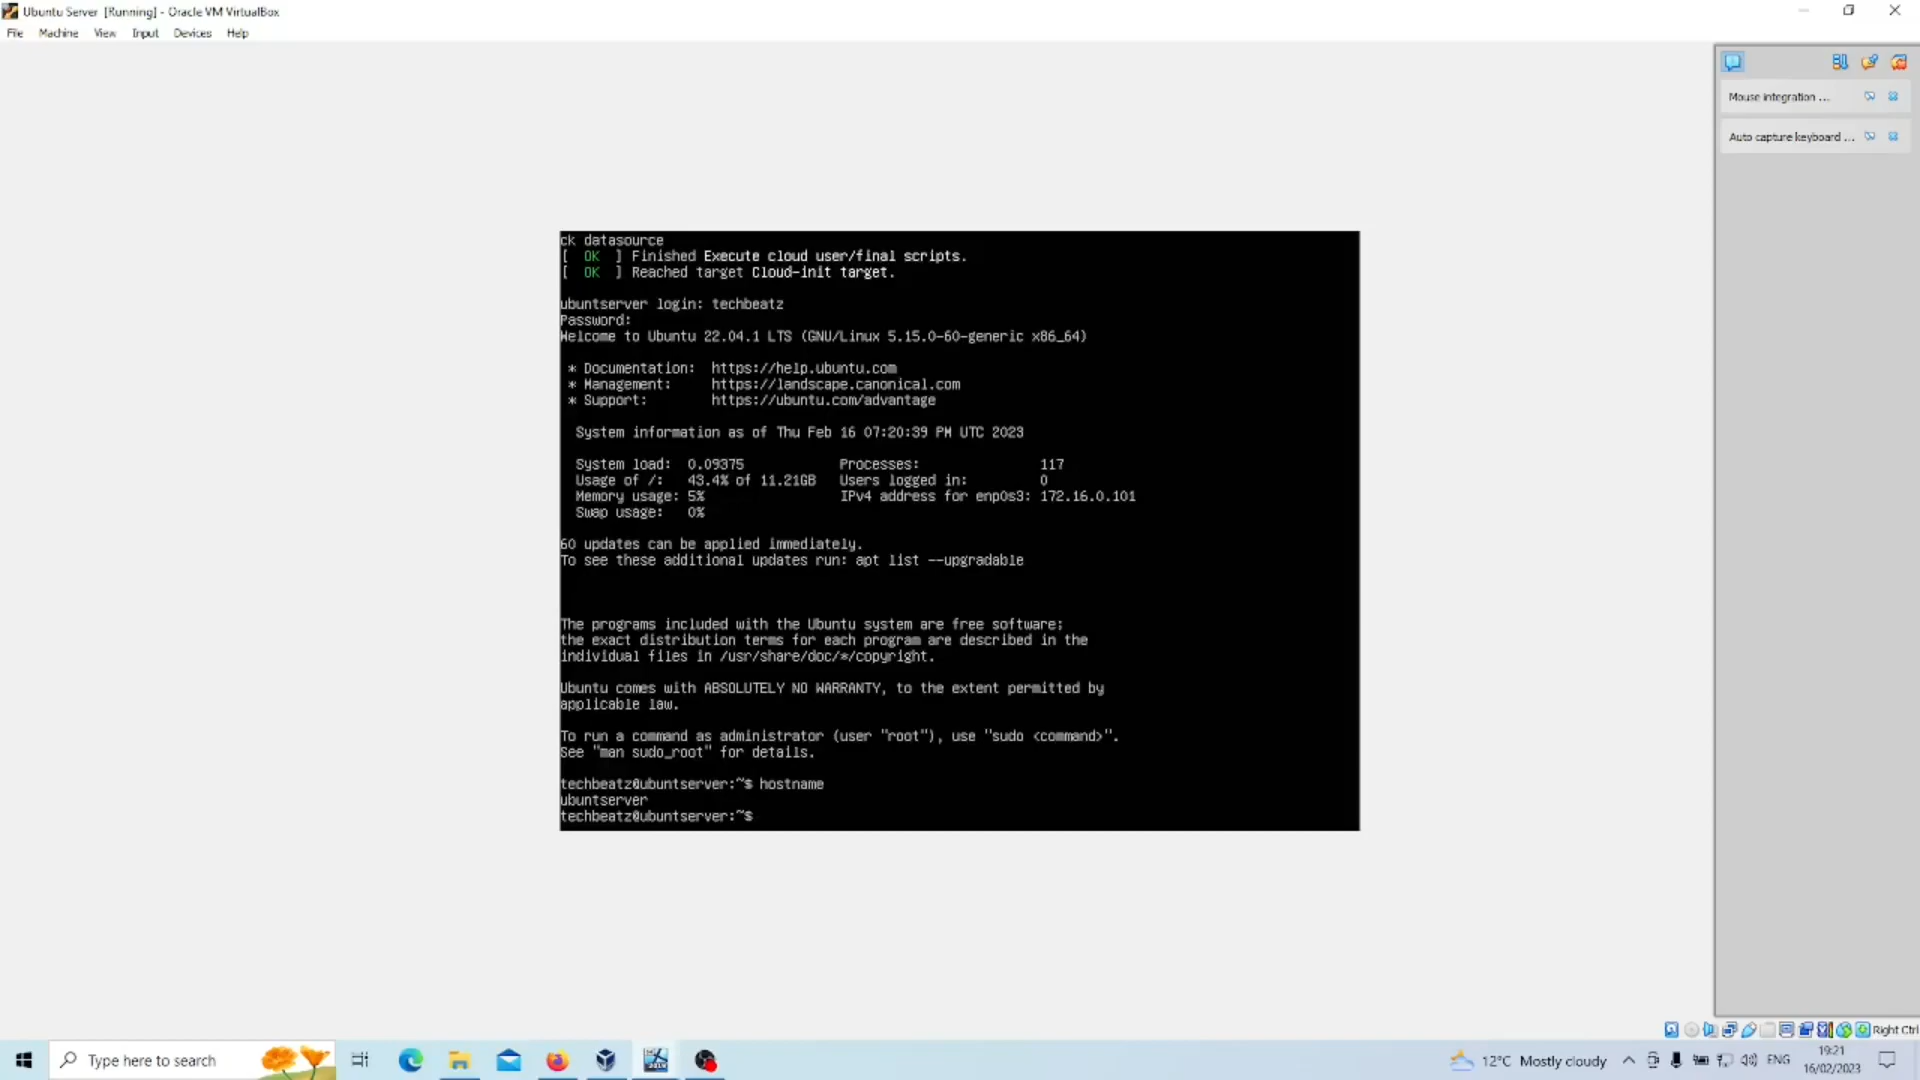 Ubuntu Server [Running] - Oracle VM VirtualBox
File Machine View Input Devices Help
Mouse integration ...
Auto capture keyboard ...
ck datasource
[  OK  ] Finished Execute cloud user/final scripts.
[  OK  ] Reached target Cloud-init target.
ubuntserver login: techbeatz
Password:
Welcome to Ubuntu 22.04.1 LTS (GNU/Linux 5.15.0-60-generic x86_64)
* Documentation:  https://help.ubuntu.com
* Management:     https://landscape.canonical.com
* Support:        https://ubuntu.com/advantage
System information as of Thu Feb 16 07:20:39 PM UTC 2023
System load:  0.09375            Processes:               117
Usage of /:   43.4% of 11.21GB   Users logged in:         0
Memory usage: 5%                 IPv4 address for enp0s3: 172.16.0.101
Swap usage:   0%
60 updates can be applied immediately.
To see these additional updates run: apt list --upgradable
The programs included with the Ubuntu system are free software;
the exact distribution terms for each program are described in the
individual files in /usr/share/doc/*/copyright.
Ubuntu comes with ABSOLUTELY NO WARRANTY, to the extent permitted by
applicable law.
To run a command as administrator (user "root"), use "sudo <command>".
See "man sudo_root" for details.
techbeatz@ubuntserver:~$ hostname
ubuntserver
techbeatz@ubuntserver:~$
Right Ctrl
Type here to search
12°C Mostly cloudy
ENG
19:21
16/02/2023